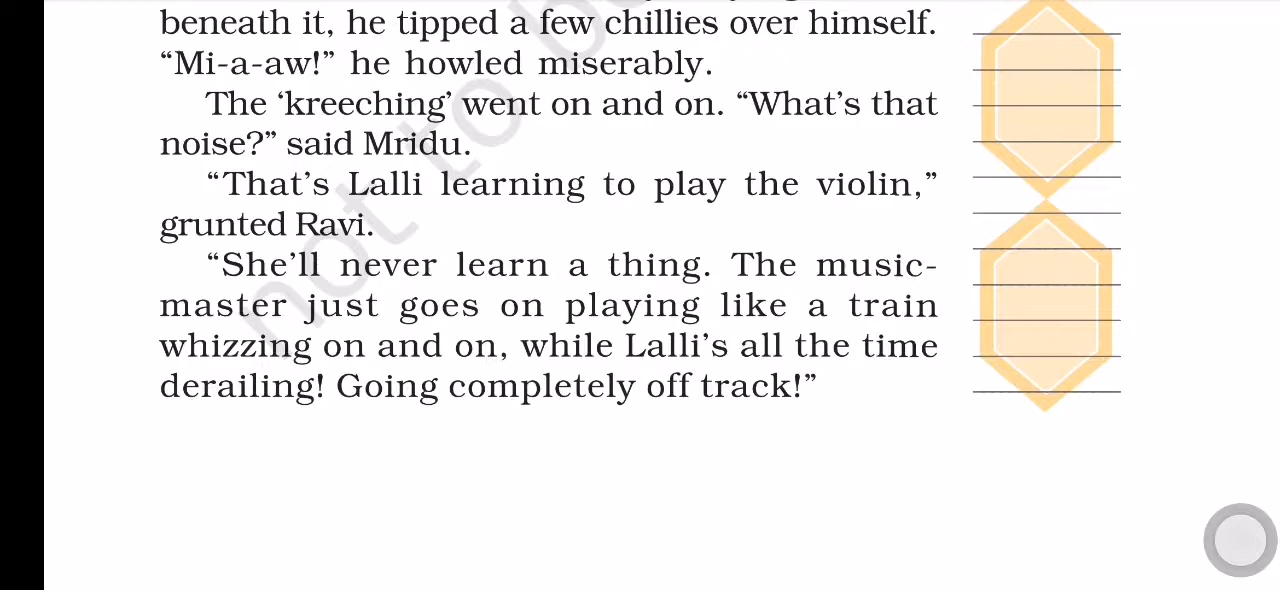 beneath it, he tipped a few chillies over himself.
“Mi-a-aw!” he howled miserably.
The ‘kreeching’ went on and on. “What’s that
noise?” said Mridu.
“That’s Lalli learning to play the violin,”
grunted Ravi.
“She’ll never learn a thing. The music-
master just goes on playing like a train
whizzing on and on, while Lalli’s all the time
derailing! Going completely off track!”
not to b